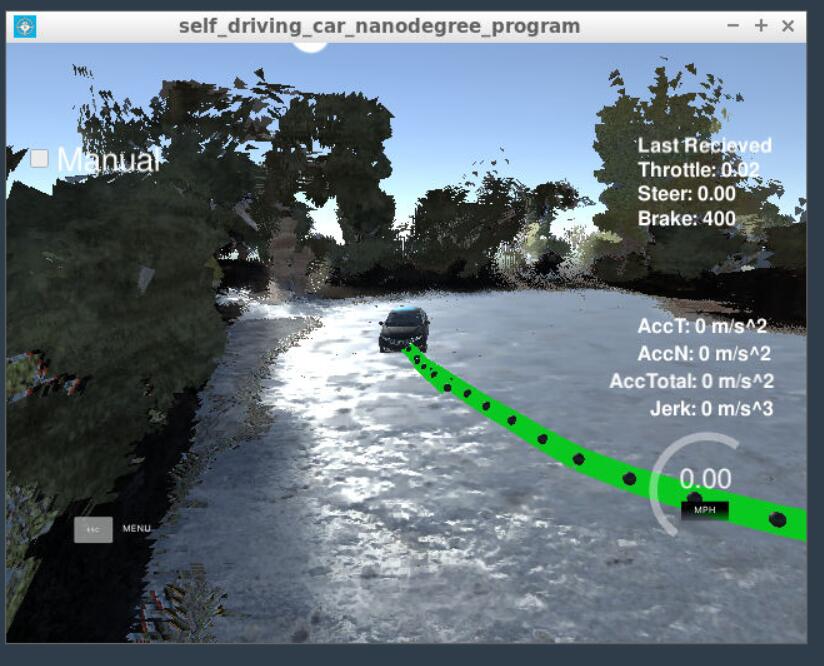 self_driving_car_nanodegree_program
Manual
Last Recieved
Throttle: 0.02
Steer: 0.00
Brake: 400
AccT: 0 m/s^2
AccN: 0 m/s^2
AccTotal: 0 m/s^2
Jerk: 0 m/s^3
0.00
MPH
MENU